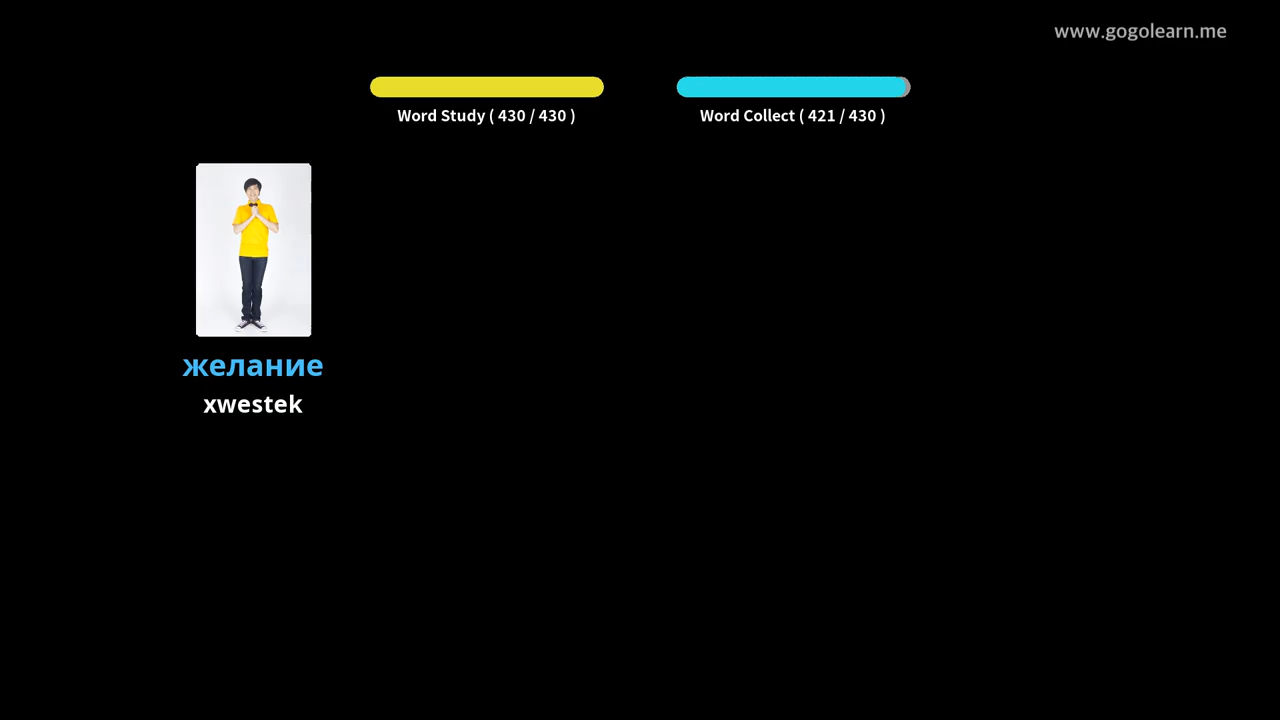 www.gogolearn.me
Word Study ( 430 / 430 )
Word Collect ( 421 / 430 )
желание
xwestek